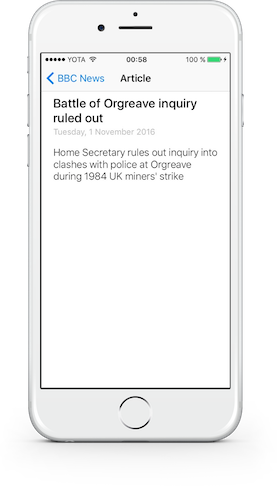 YOTA 00:58 100 %
BBC News Article
Battle of Orgreave inquiry
ruled out
Tuesday, 1 November 2016
Home Secretary rules out inquiry into
clashes with police at Orgreave
during 1984 UK miners' strike